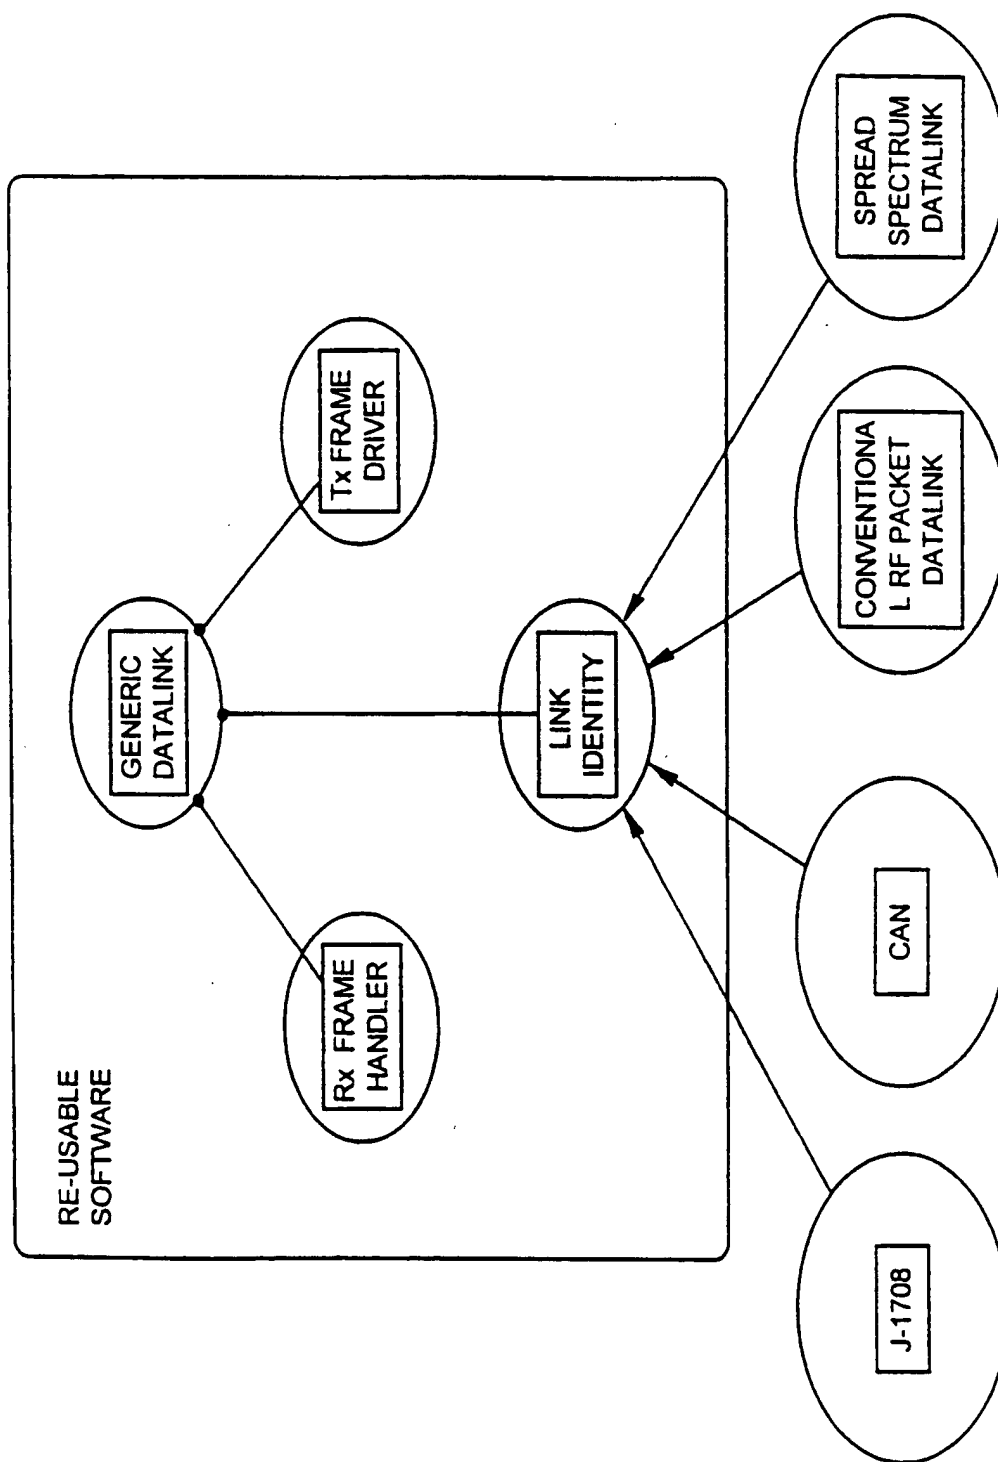 RE-USABLE
SOFTWARE
GENERIC
DATALINK
Rx FRAME
HANDLER
Tx FRAME
DRIVER
LINK
IDENTITY
J-1708
CAN
CONVENTIONA
L RF PACKET
DATALINK
SPREAD
SPECTRUM
DATALINK